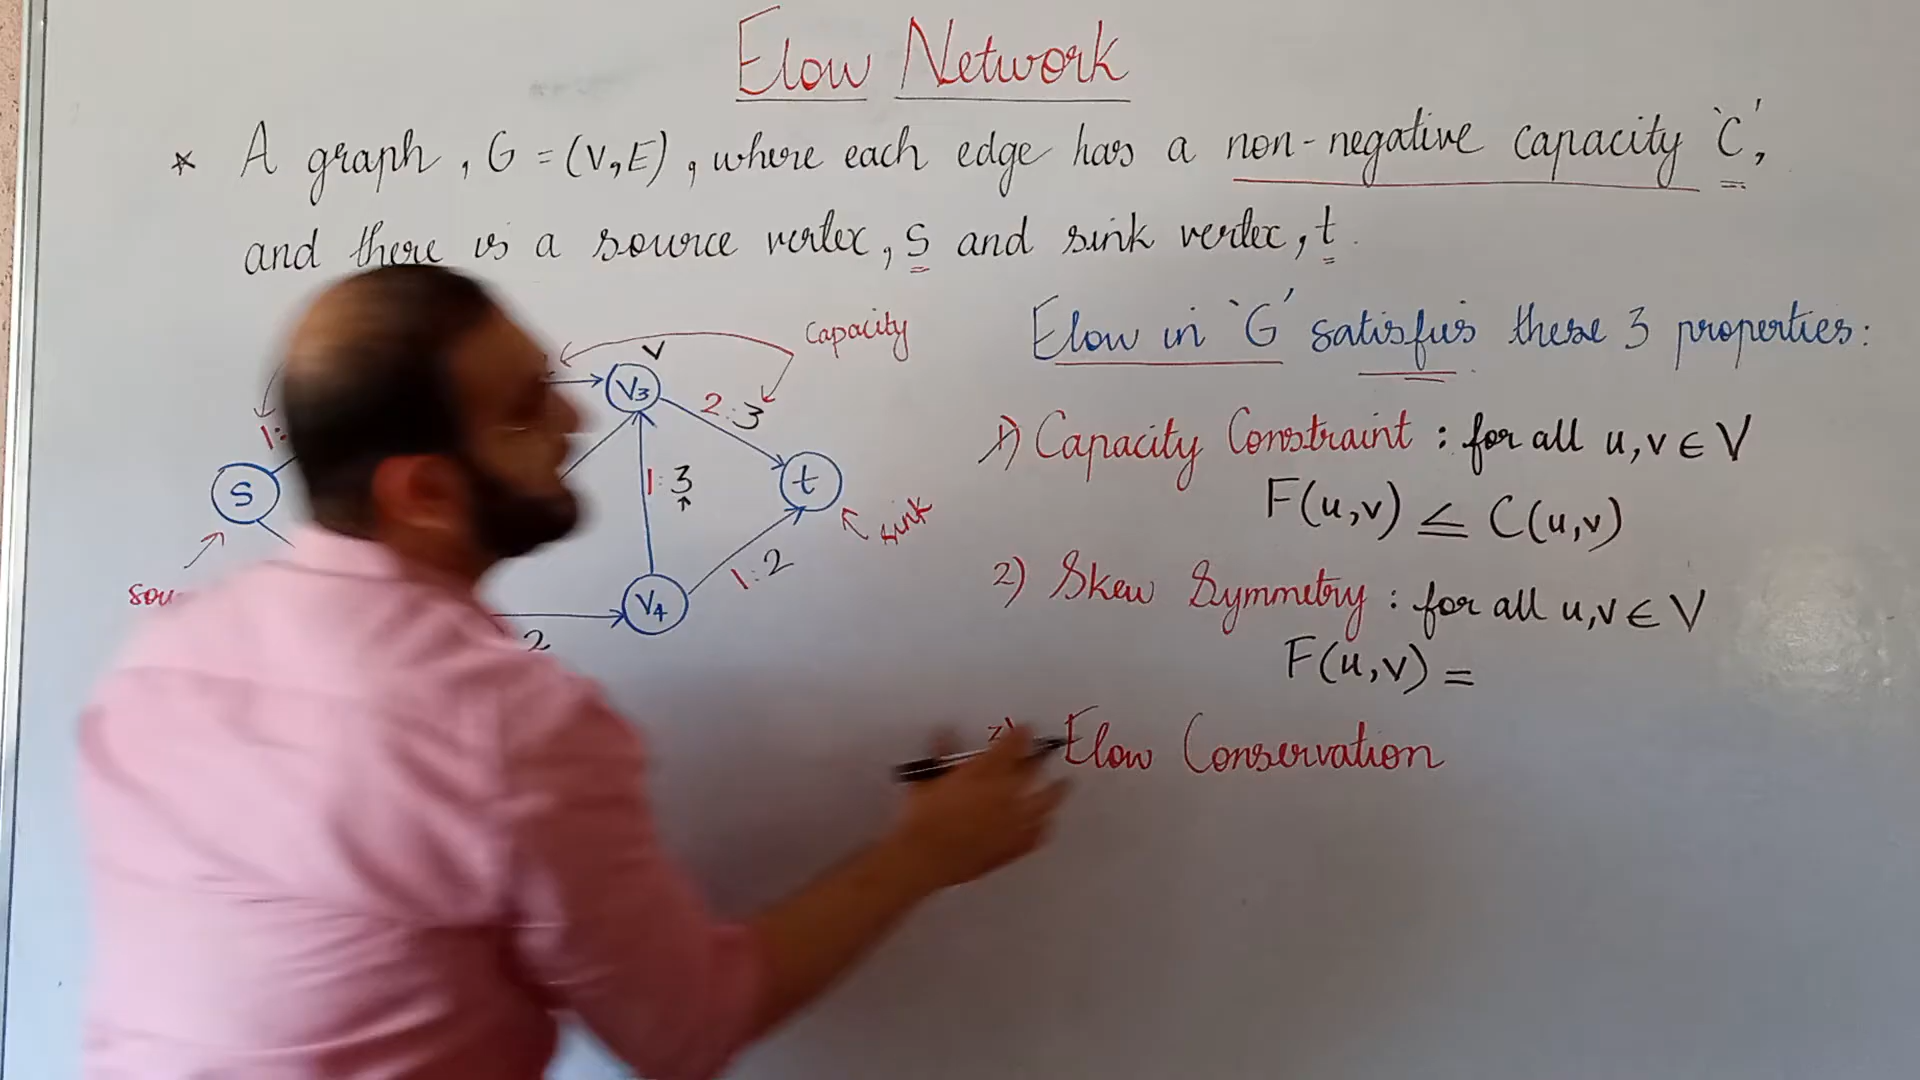 Flow Network
* A graph, G = (V, E), where each edge has a non-negative capacity 'C',
and there is a source vertex, s and sink vertex, t.
Capacity
Flow in 'G' satisfies these 3 properties:
V
V3
2:3
1) Capacity Constraint : for all u,v ∈ V
1:
1:3
S
t
sink
F(u,v) ≤ C(u,v)
1:2
2) Skew Symmetry : for all u,v ∈ V
V4
2
F(u,v) =
Flow Conservation